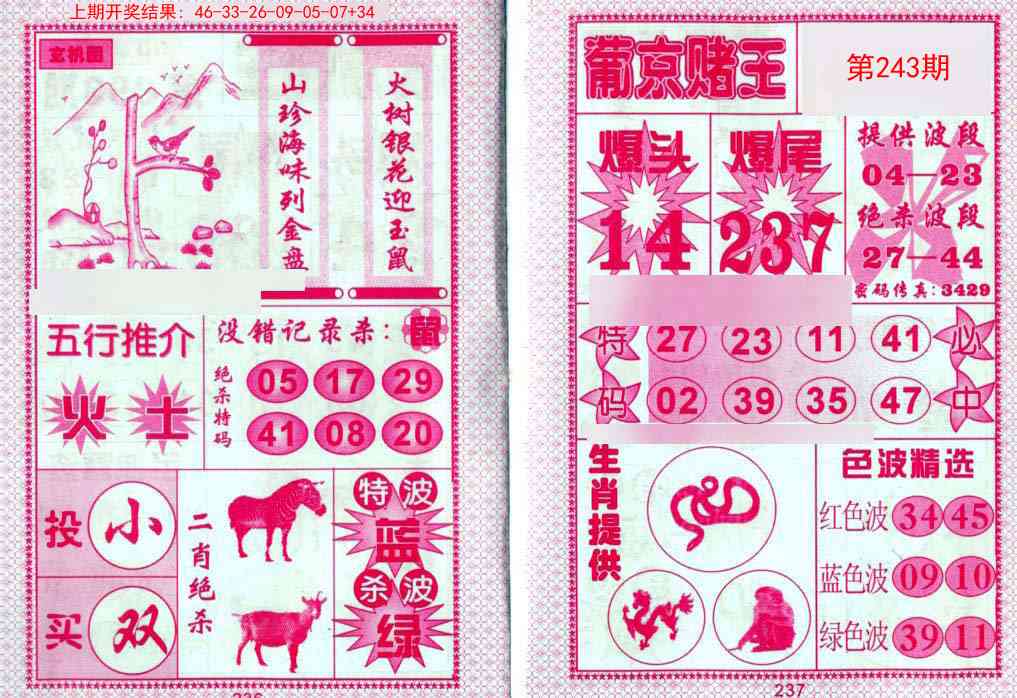 上期开奖结果：46-33-26-09-05-07+34
玄机图
山珍海味列金盘
火树银花迎玉鼠
五行推介
火 土
没错记录杀：鼠
绝杀特码
05 17 29
41 08 20
投 小
买 双
二肖绝杀
特波
蓝
杀波
绿
236
葡京赌王
第243期
爆头
14
爆尾
237
提供波段
04—23
绝杀波段
27—44
密码传真：3429
特码
27 23 11 41
02 39 35 47
必中
生肖提供
色波精选
红色波 34 45
蓝色波 09 10
绿色波 39 11
237